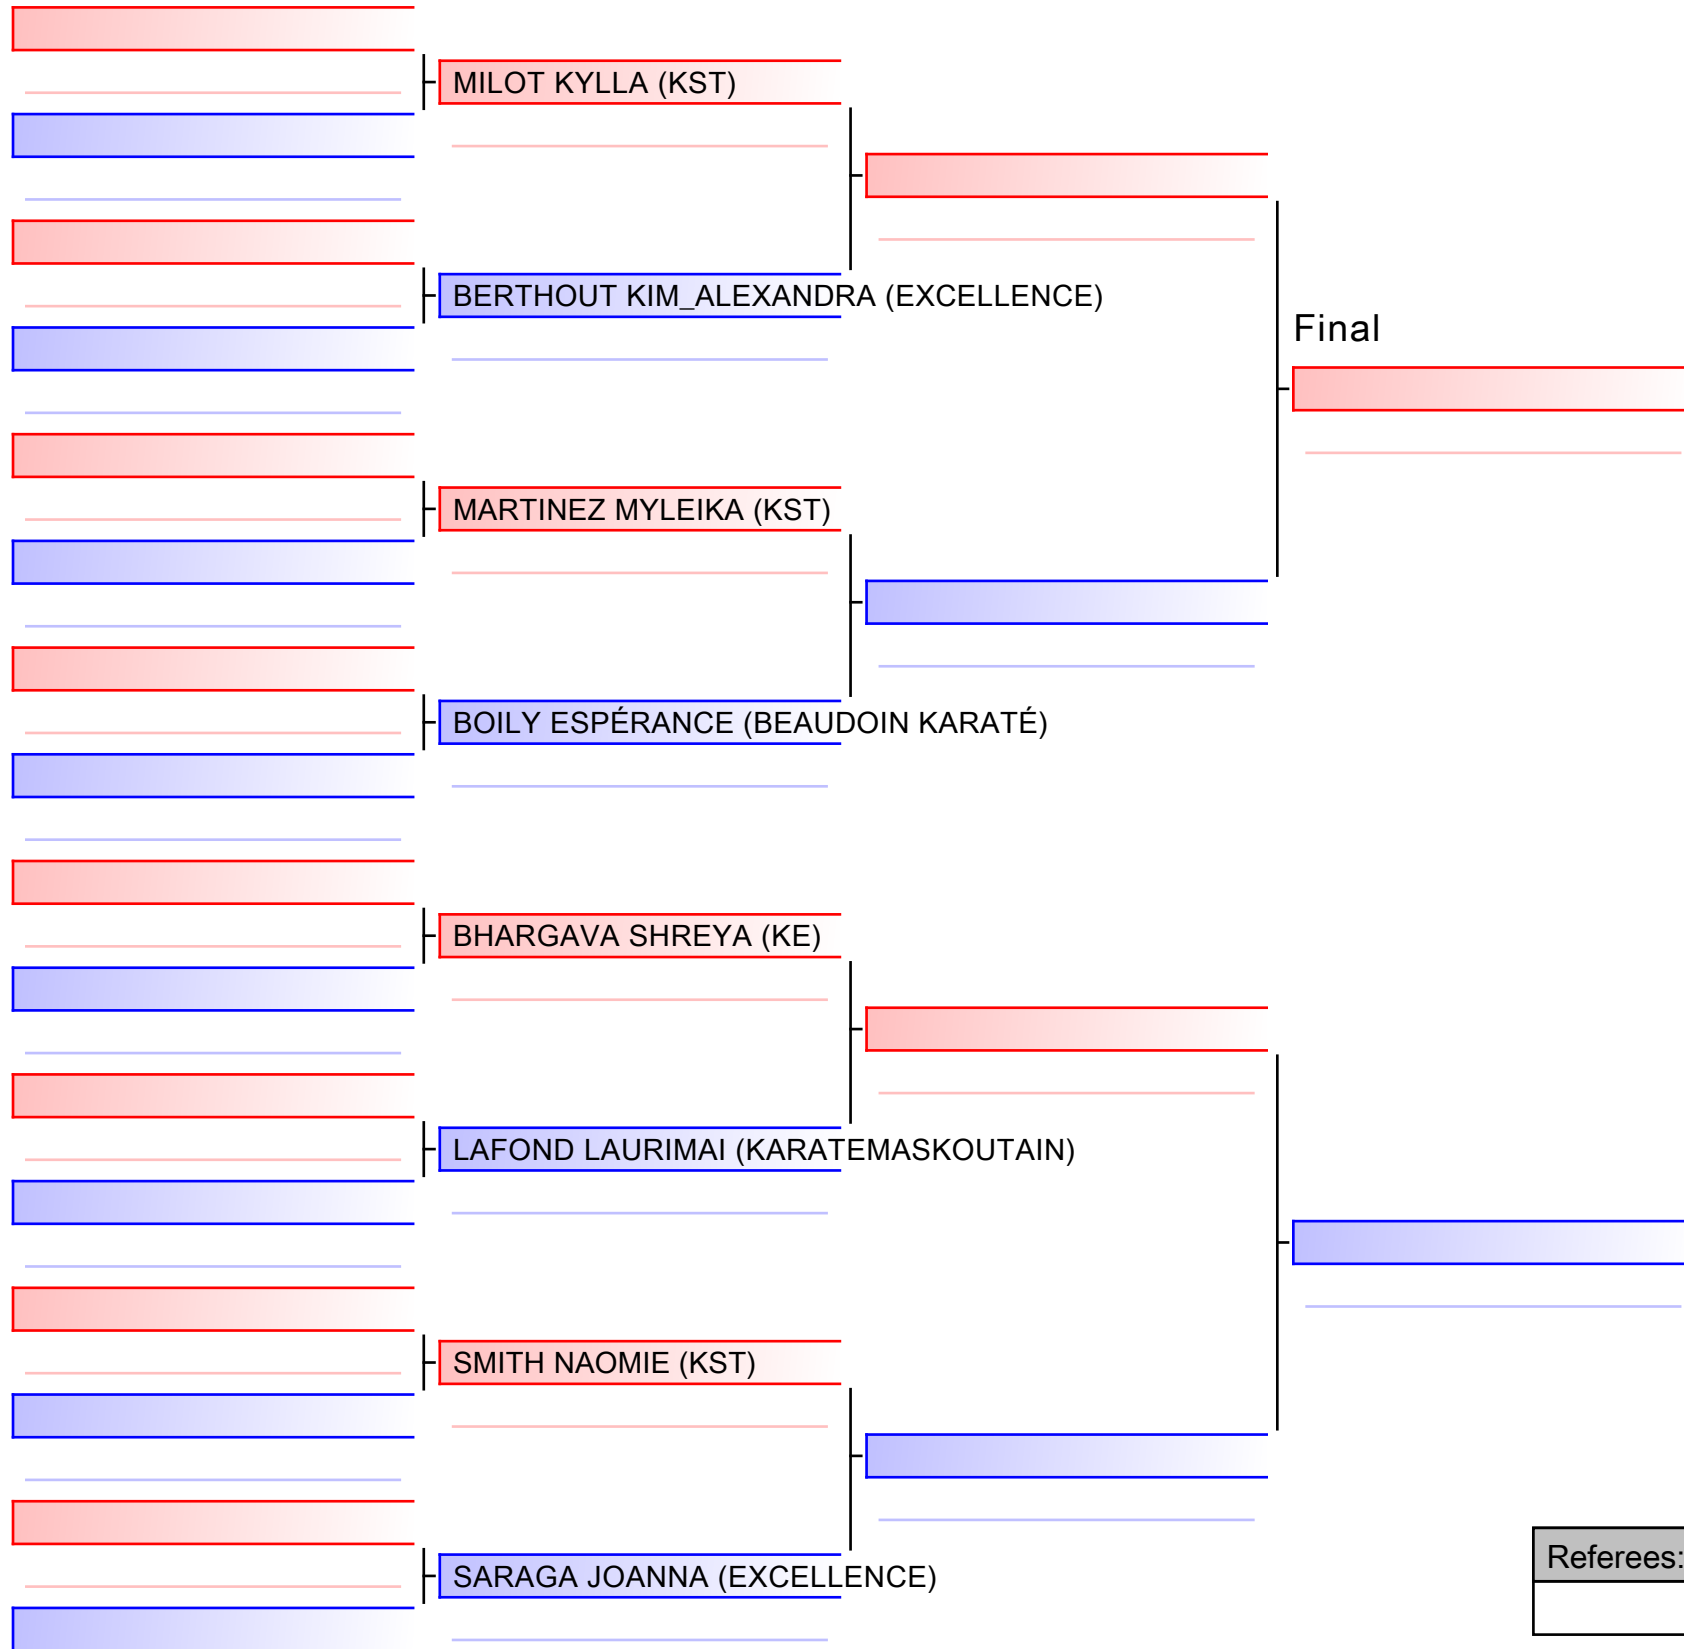 MILOT KYLLA (KST)
BERTHOUT KIM_ALEXANDRA (EXCELLENCE)
Final
MARTINEZ MYLEIKA (KST)
BOILY ESPÉRANCE (BEAUDOIN KARATÉ)
BHARGAVA SHREYA (KE)
LAFOND LAURIMAI (KARATEMASKOUTAIN)
SMITH NAOMIE (KST)
SARAGA JOANNA (EXCELLENCE)
Referees: